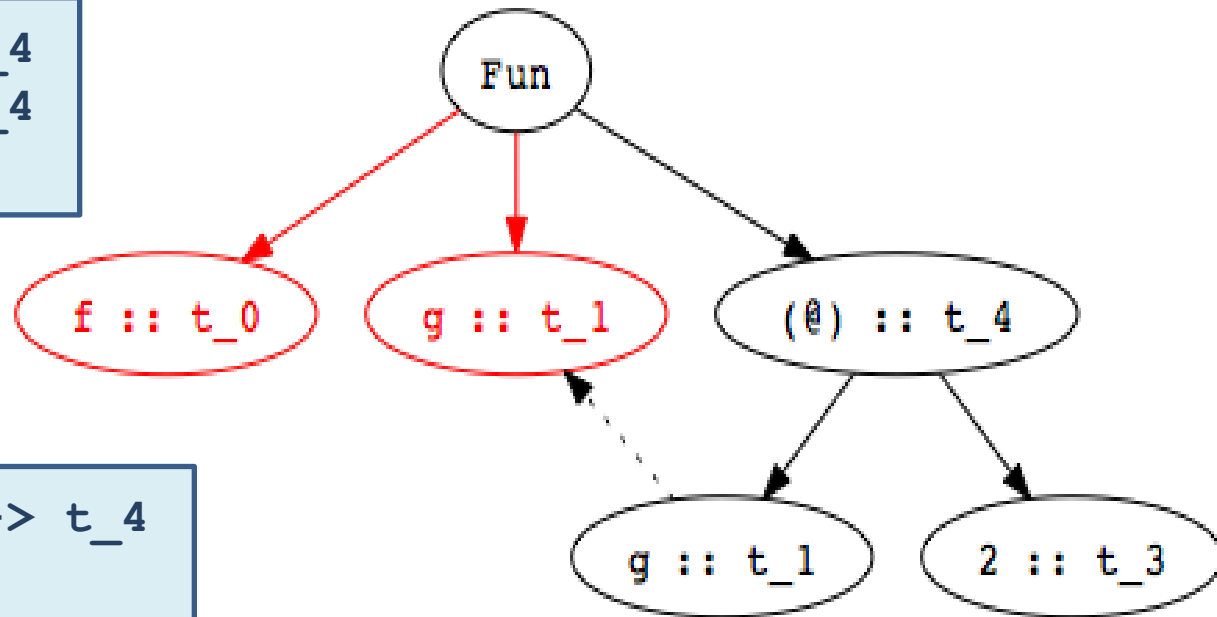 _4
_4
Fun
f :: t_0
g :: t_1
(@) :: t_4
> t_4
g :: t_1
2 :: t_3